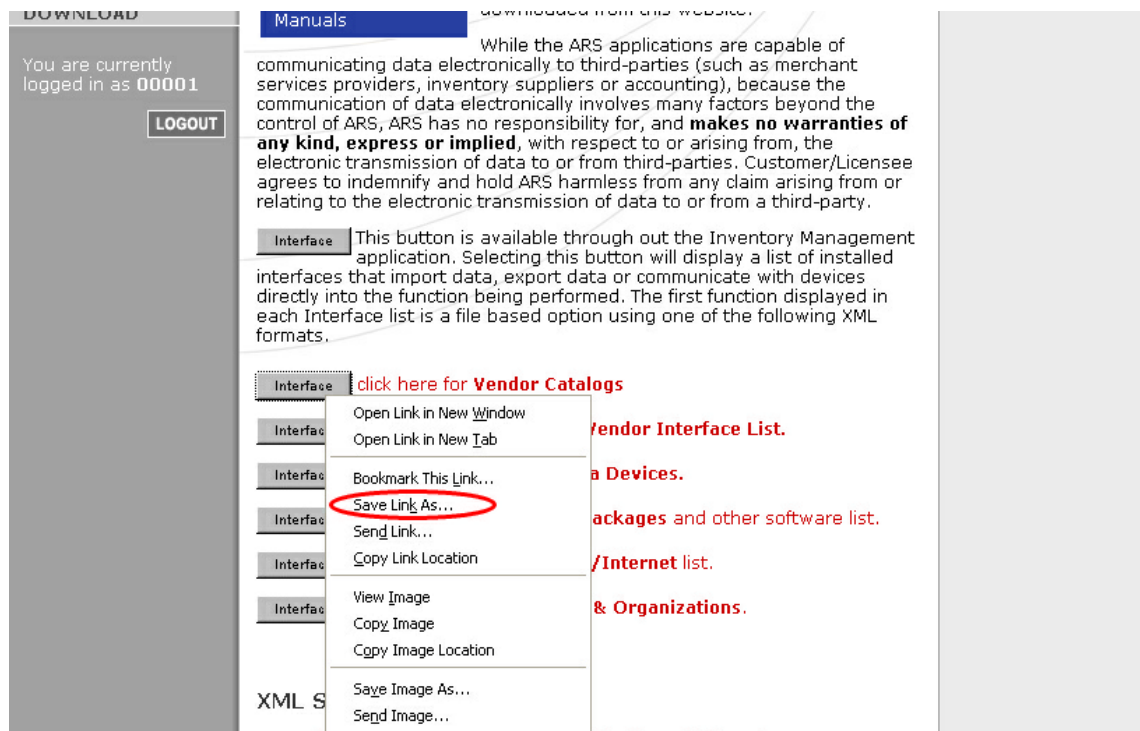 DOWNLOAD
You are currently
logged in as 00001
LOGOUT
Manuals
downloaded from this website.
While the ARS applications are capable of
communicating data electronically to third-parties (such as merchant
services providers, inventory suppliers or accounting), because the
communication of data electronically involves many factors beyond the
control of ARS, ARS has no responsibility for, and makes no warranties of
any kind, express or implied, with respect to or arising from, the
electronic transmission of data to or from third-parties. Customer/Licensee
agrees to indemnify and hold ARS harmless from any claim arising from or
relating to the electronic transmission of data to or from a third-party.
Interface This button is available through out the Inventory Management
application. Selecting this button will display a list of installed
interfaces that import data, export data or communicate with devices
directly into the function being performed. The first function displayed in
each Interface list is a file based option using one of the following XML
formats.
Interface click here for Vendor Catalogs
Interfac Vendor Interface List.
Interfac a Devices.
Interfac ackages and other software list.
Interfac /Internet list.
Interfac & Organizations.
Open Link in New Window
Open Link in New Tab
Bookmark This Link...
Save Link As...
Send Link...
Copy Link Location
View Image
Copy Image
Copy Image Location
Save Image As...
Send Image...
XML S